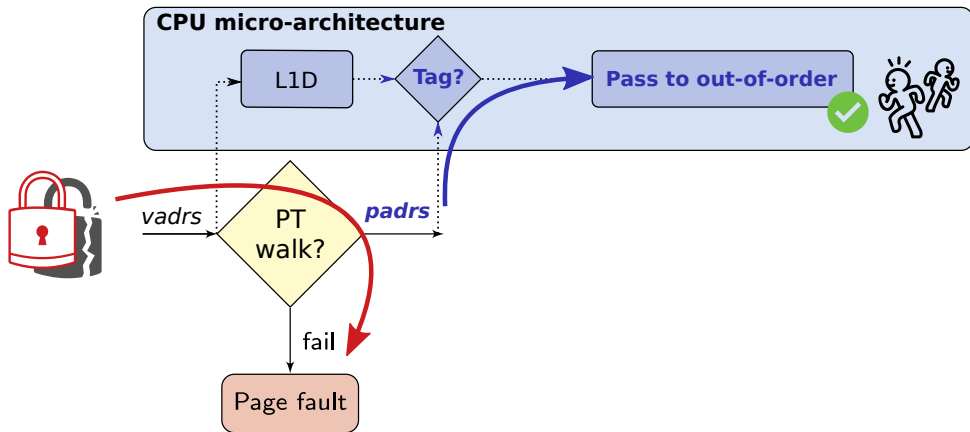 CPU micro-architecture
L1D
Tag?
Pass to out-of-order
vadrs
PT
walk?
padrs
fail
Page fault